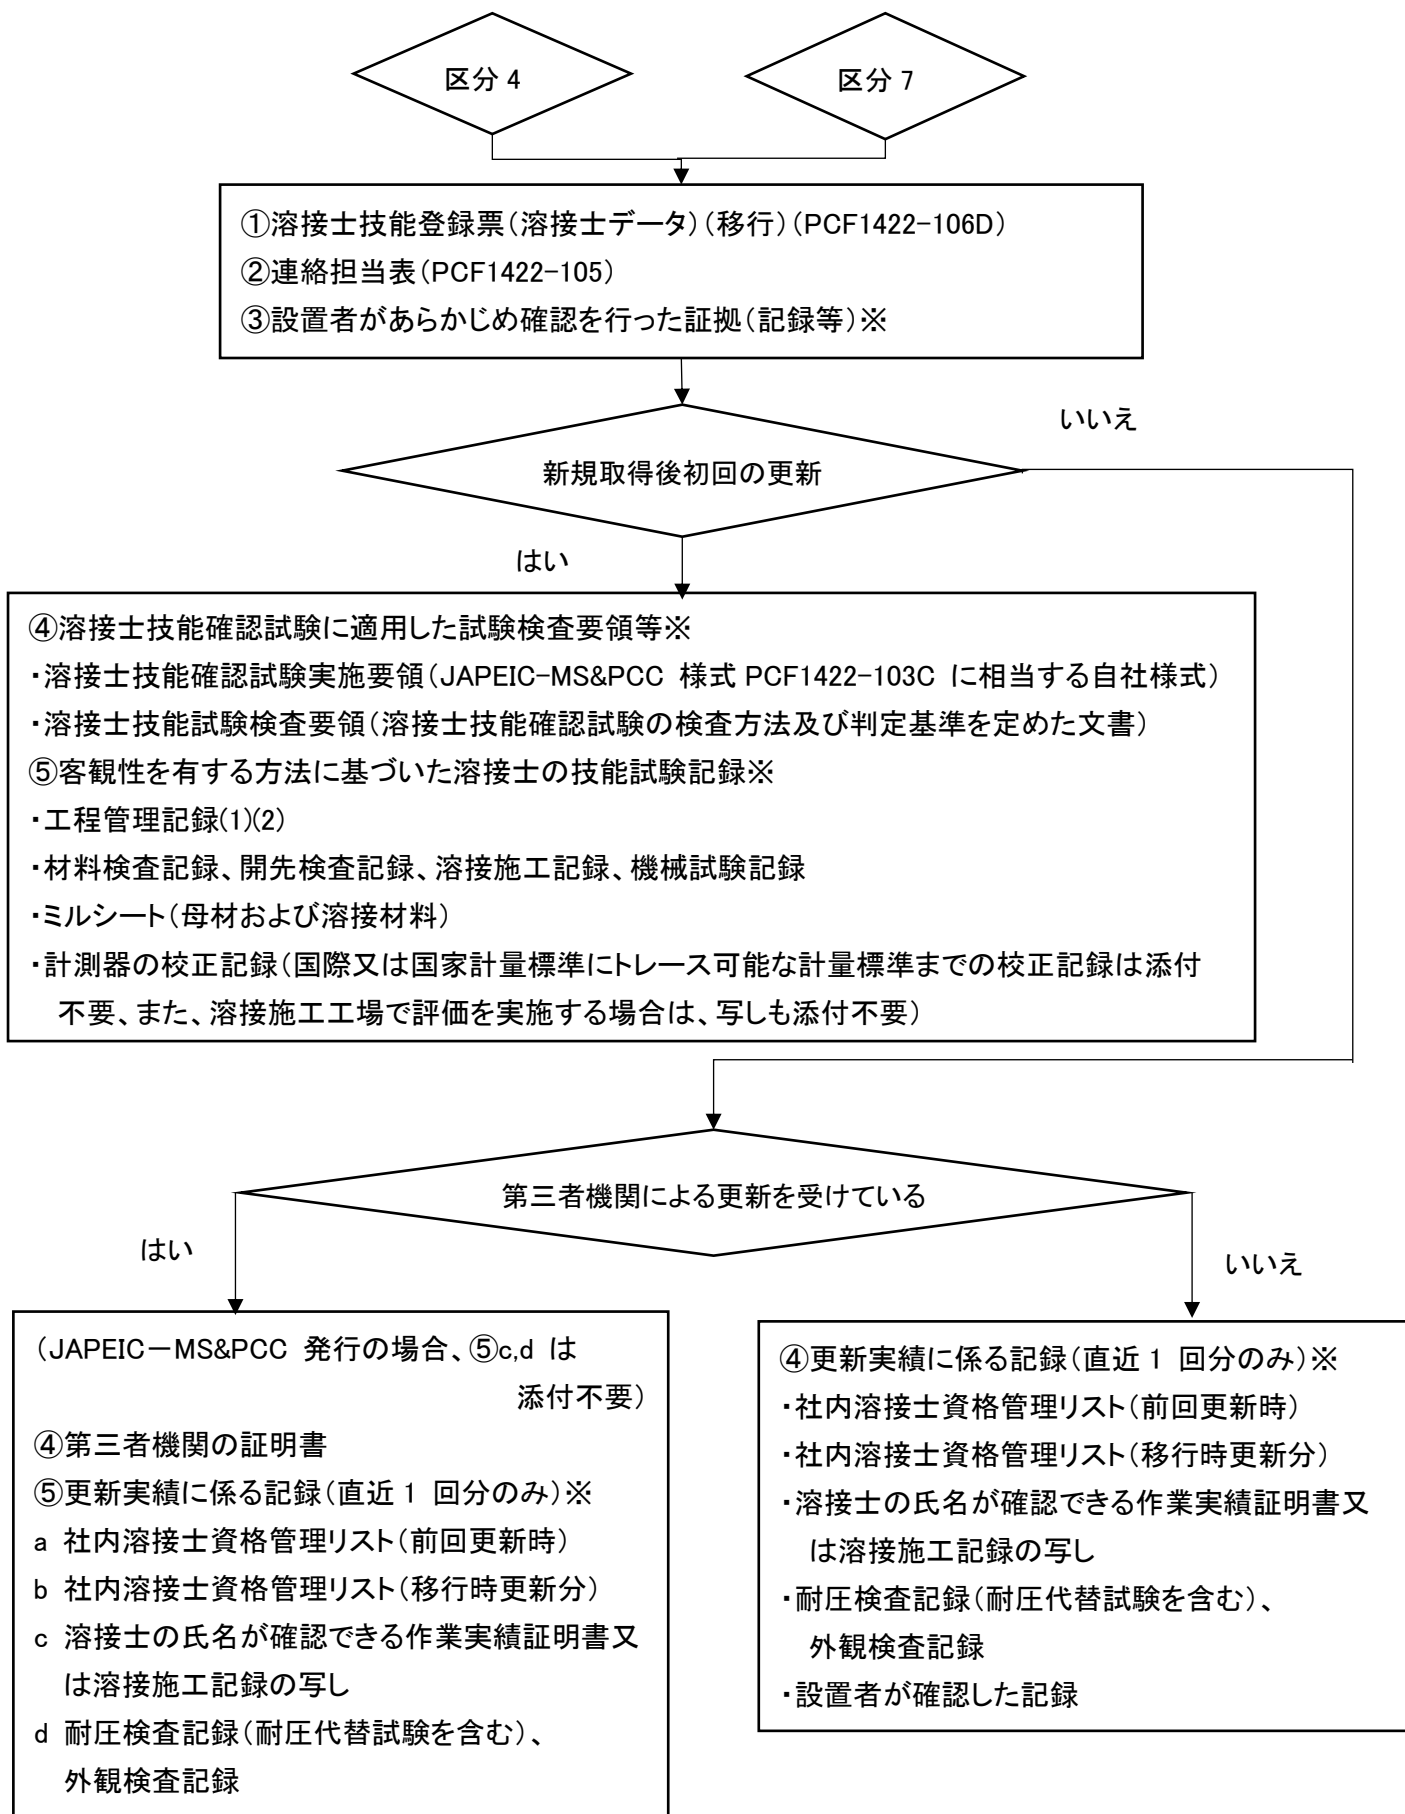 区分 4
区分 7
①溶接士技能登録票（溶接士データ）（移行）（PCF1422-106D）
②連絡担当表（PCF1422-105）
③設置者があらかじめ確認を行った証拠（記録等）※
いいえ
新規取得後初回の更新
はい
④溶接士技能確認試験に適用した試験検査要領等※
・溶接士技能確認試験実施要領（JAPEIC-MS&PCC 様式 PCF1422-103C に相当する自社様式）
・溶接士技能試験検査要領（溶接士技能確認試験の検査方法及び判定基準を定めた文書）
⑤客観性を有する方法に基づいた溶接士の技能試験記録※
・工程管理記録(1)(2)
・材料検査記録、開先検査記録、溶接施工記録、機械試験記録
・ミルシート（母材および溶接材料）
・計測器の校正記録（国際又は国家計量標準にトレース可能な計量標準までの校正記録は添付
不要、また、溶接施工工場で評価を実施する場合は、写しも添付不要）
第三者機関による更新を受けている
はい
いいえ
（JAPEIC－MS&PCC 発行の場合、⑤c,d は
添付不要）
④第三者機関の証明書
⑤更新実績に係る記録（直近 1 回分のみ）※
a 社内溶接士資格管理リスト（前回更新時）
b 社内溶接士資格管理リスト（移行時更新分）
c 溶接士の氏名が確認できる作業実績証明書又
は溶接施工記録の写し
d 耐圧検査記録（耐圧代替試験を含む）、
外観検査記録
④更新実績に係る記録（直近 1 回分のみ）※
・社内溶接士資格管理リスト（前回更新時）
・社内溶接士資格管理リスト（移行時更新分）
・溶接士の氏名が確認できる作業実績証明書又
は溶接施工記録の写し
・耐圧検査記録（耐圧代替試験を含む）、
外観検査記録
・設置者が確認した記録